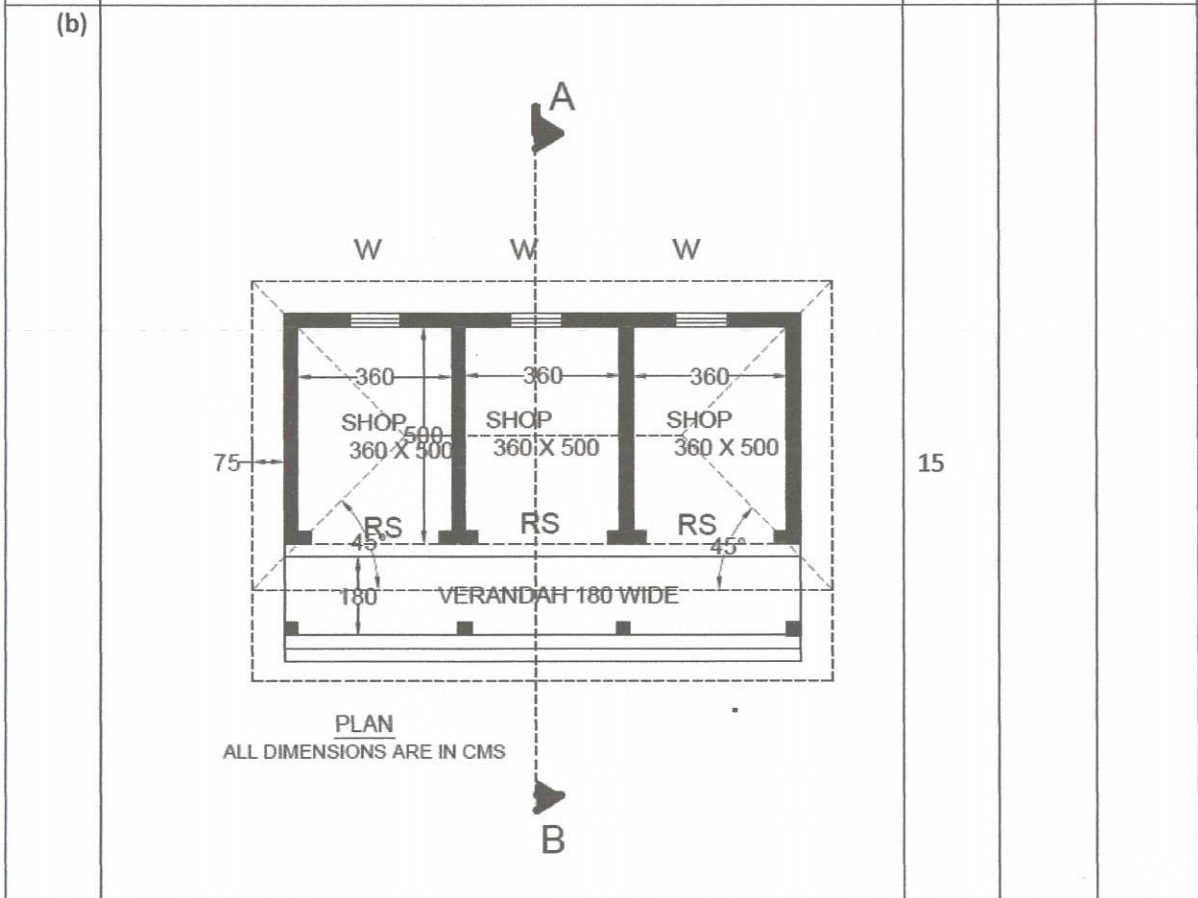 (b)
A
W W W
360 360 360
SHOP SHOP SHOP
500
360 X 500 360 X 500 360 X 500
75
15
RS RS RS
45° 45°
180 VERANDAH 180 WIDE
PLAN
ALL DIMENSIONS ARE IN CMS
B